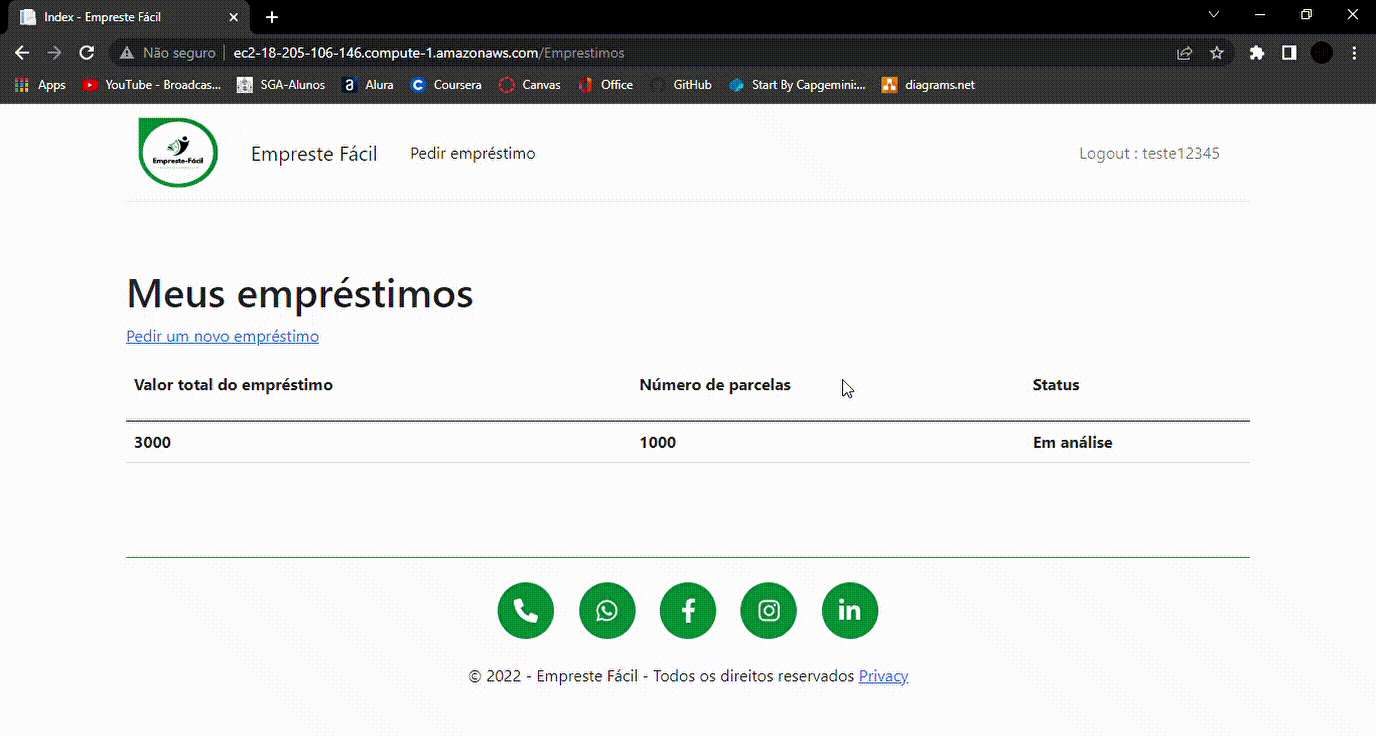 Index - Empreste Fácil
Não seguro ec2-18-205-106-146.compute-1.amazonaws.com/Emprestimos
Apps YouTube - Broadcas... SGA-Alunos a Alura C Coursera Canvas Office GitHub Start By Capgemini:... diagrams.net
Empreste-Fácil Empreste Fácil Pedir empréstimo Logout : teste12345
Meus empréstimos
Pedir um novo empréstimo
Valor total do empréstimo Número de parcelas Status
3000 1000 Em análise
f in
© 2022 - Empreste Fácil - Todos os direitos reservados Privacy